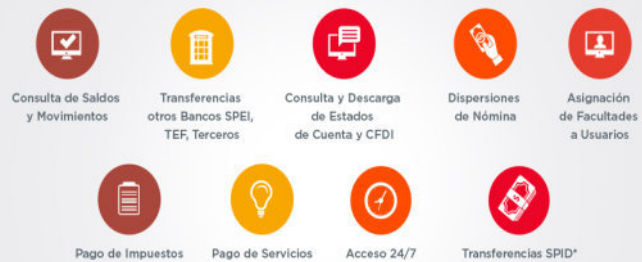 Consulta de Saldos
y Movimientos
Transferencias
otros Bancos SPEI,
TEF, Terceros
Consulta y Descarga
de Estados
de Cuenta y CFDI
Dispersiones
de Nómina
Asignación
de Facultades
a Usuarios
Pago de Impuestos
Pago de Servicios
Acceso 24/7
Transferencias SPID*